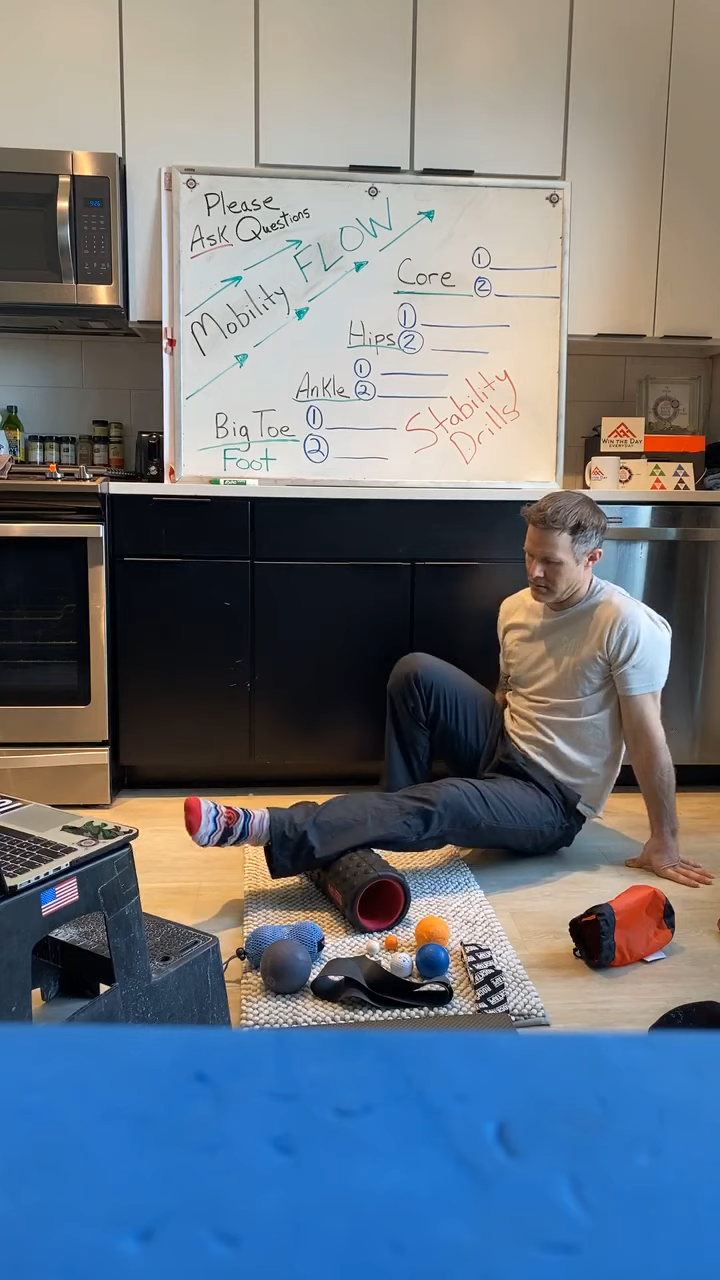 Please
Ask Questions
Mobility FLOW
Core
1
2
Hips
1
2
Ankle
1
2
Big Toe
Foot
1
2
Stability
Drills
WIN THE DAY
EVERYDAY